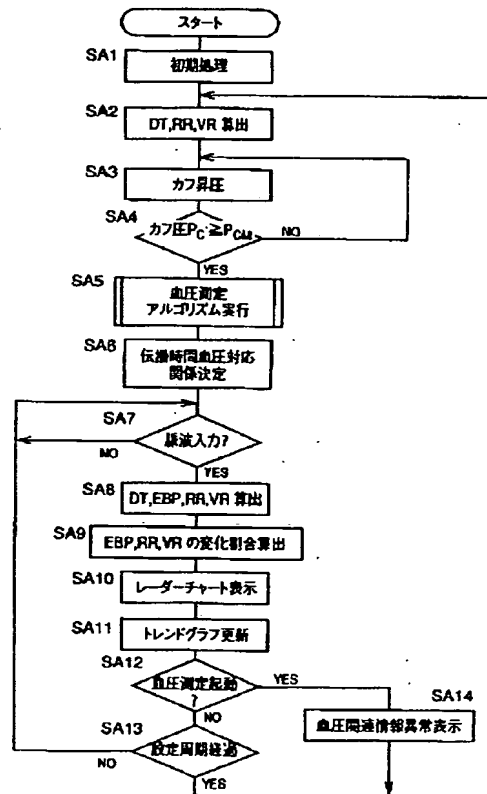 スタート
SA1
初期処理
SA2
DT,RR,VR 算出
SA3
カフ昇圧
SA4
カフ圧PC≧PCM
NO
YES
SA5
血圧測定
アルゴリズム実行
SA6
伝播時間血圧対応
関係決定
SA7
脈波入力?
NO
YES
SA8
DT,EBP,RR,VR 算出
SA9
EBP,RR,VR の変化割合算出
SA10
レーダーチャート表示
SA11
トレンドグラフ更新
SA12
血圧測定起動
?
YES
NO
SA14
血圧関連情報異常表示
SA13
設定周期経過
NO
YES